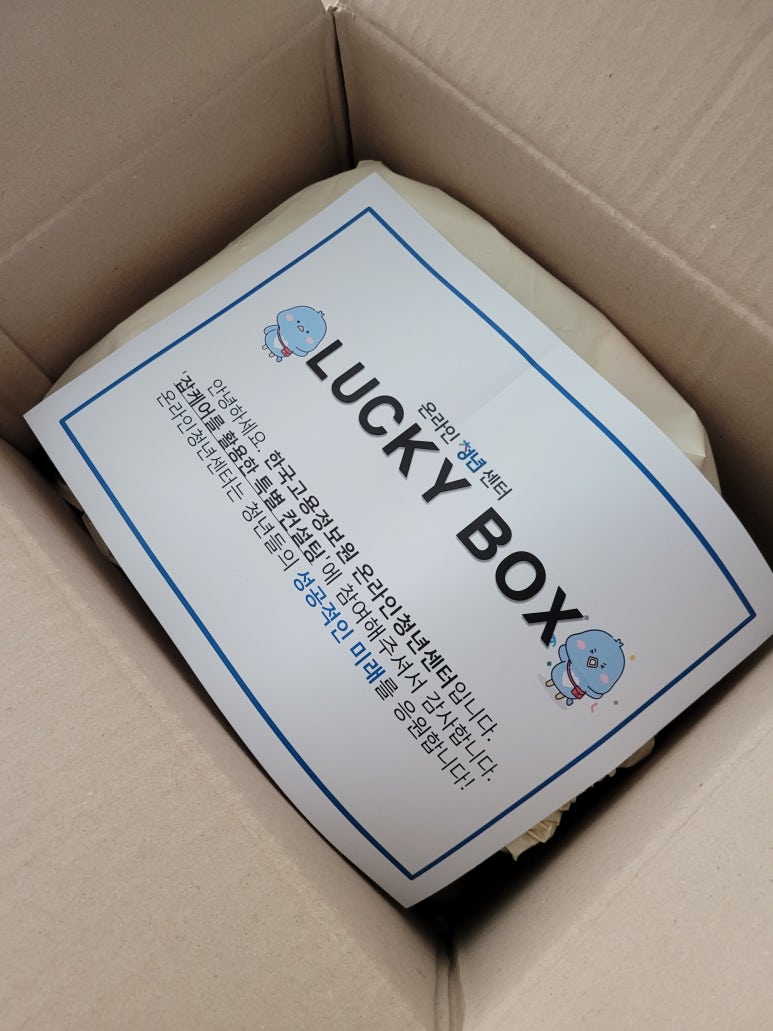 온라인 청년 센터
LUCKY BOX
안녕하세요. 한국고용정보원 온라인청년센터입니다.
'잡케어를 활용한 특별 컨설팅'에 참여해주셔서 감사합니다.
온라인청년센터는 청년들의 성공적인 미래를 응원합니다!